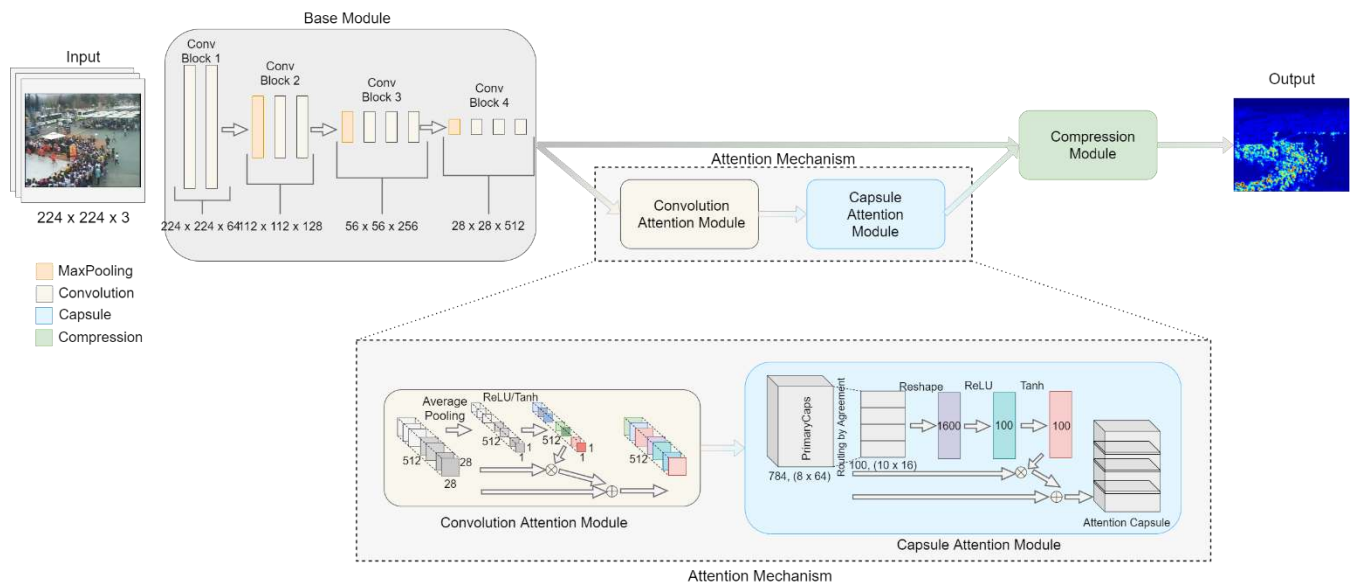 Base Module
Input
Conv
Block 1
Conv
Block 2
Conv
Block 3
Conv
Block 4
224 x 224 x 3
224 x 224 x 64
112 x 112 x 128
56 x 56 x 256
28 x 28 x 512
Attention Mechanism
Convolution
Attention Module
Capsule
Attention
Module
Compression
Module
Output
MaxPooling
Convolution
Capsule
Compression
Average
Pooling
ReLU/Tanh
512
28
28
512
1
1
512
1
1
512
Convolution Attention Module
PrimaryCaps
784, (8 x 64)
Routing by Agreement
100, (10 x 16)
Reshape
ReLU
Tanh
1600
100
100
Attention Capsule
Capsule Attention Module
Attention Mechanism